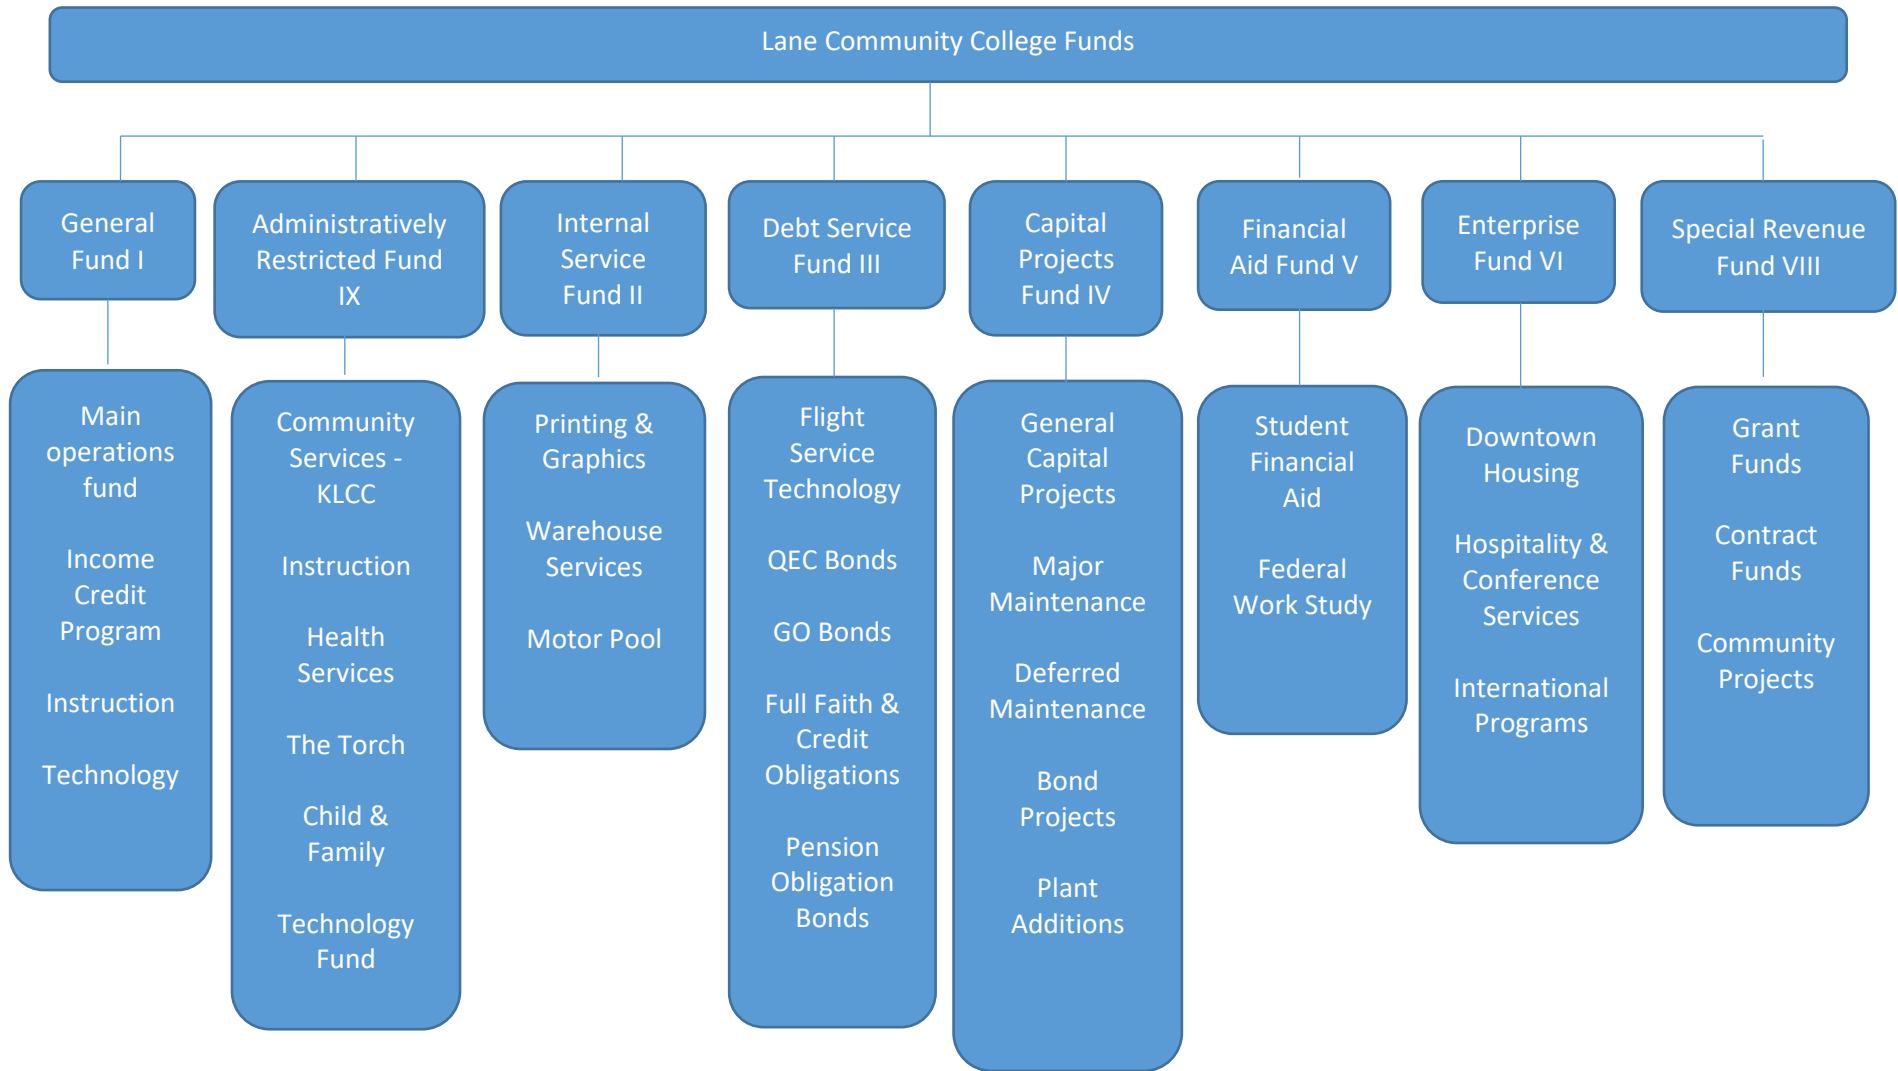 Lane Community College Funds
General
Fund I
Administratively
Restricted Fund
IX
Internal
Service
Fund II
Debt Service
Fund III
Capital
Projects
Fund IV
Financial
Aid Fund V
Enterprise
Fund VI
Special Revenue
Fund VIII
Main
operations
fund
Income
Credit
Program
Instruction
Technology
Community
Services -
KLCC
Instruction
Health
Services
The Torch
Child &
Family
Technology
Fund
Printing &
Graphics
Warehouse
Services
Motor Pool
Flight
Service
Technology
QEC Bonds
GO Bonds
Full Faith &
Credit
Obligations
Pension
Obligation
Bonds
General
Capital
Projects
Major
Maintenance
Deferred
Maintenance
Bond
Projects
Plant
Additions
Student
Financial
Aid
Federal
Work Study
Downtown
Housing
Hospitality &
Conference
Services
International
Programs
Grant
Funds
Contract
Funds
Community
Projects